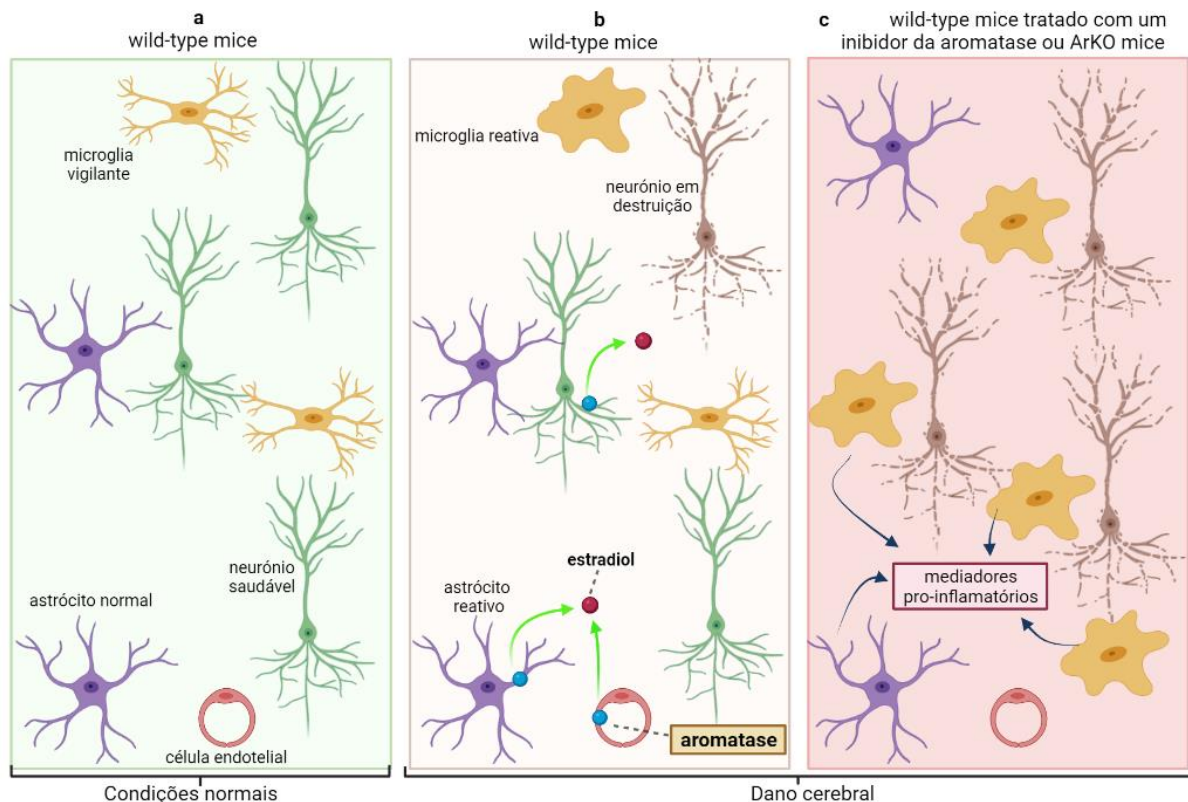 a
wild-type mice
microglia
vigilante
neurónio
saudável
astrócito normal
célula endotelial
Condições normais
b
wild-type mice
microglia reativa
neurónio em
destruição
estradiol
astrócito
reativo
aromatase
c
wild-type mice tratado com um
inibidor da aromatase ou ArKO mice
mediadores
pro-inflamatórios
Dano cerebral